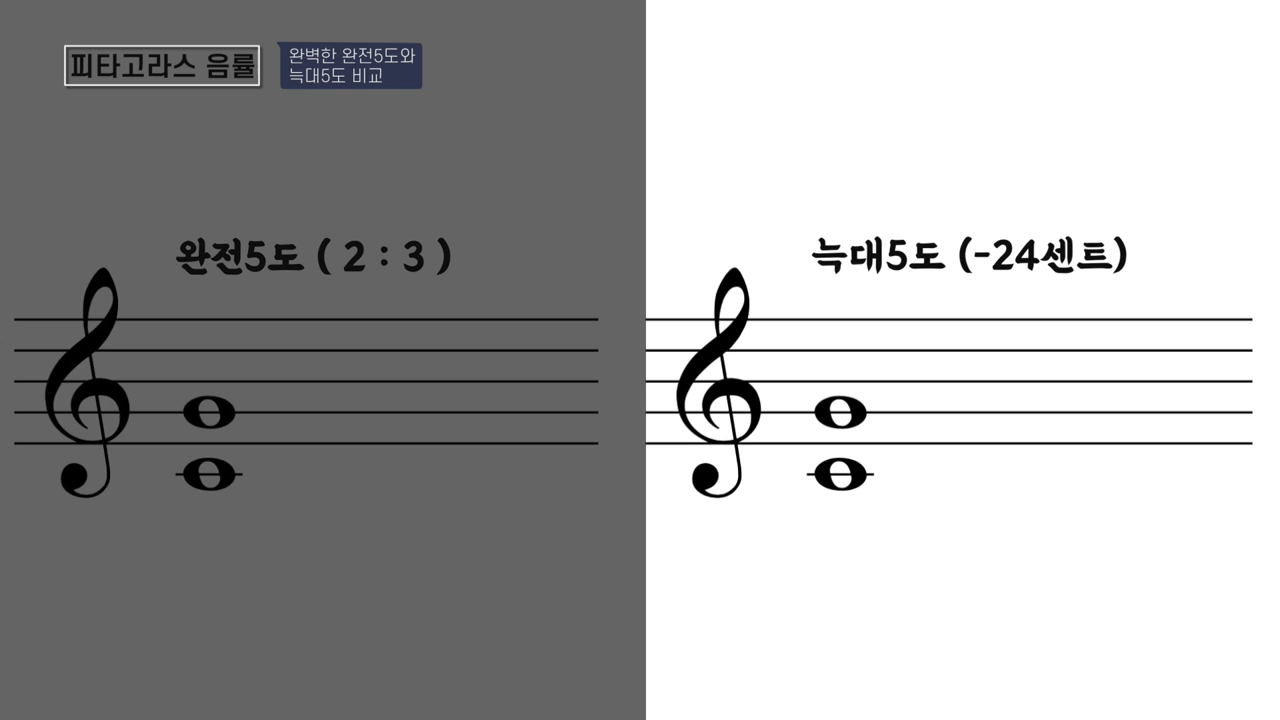 피타고라스 음률
완벽한 완전5도와
늑대5도 비교
완전5도 ( 2 : 3 )
늑대5도 (-24센트)